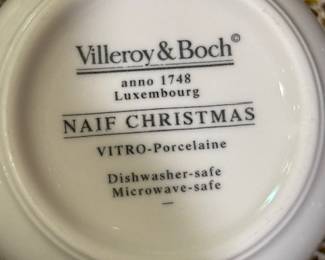 Villeroy & Boch©
anno 1748
Luxembourg
NAIF CHRISTMAS
VITRO-Porcelaine
Dishwasher-safe
Microwave-safe